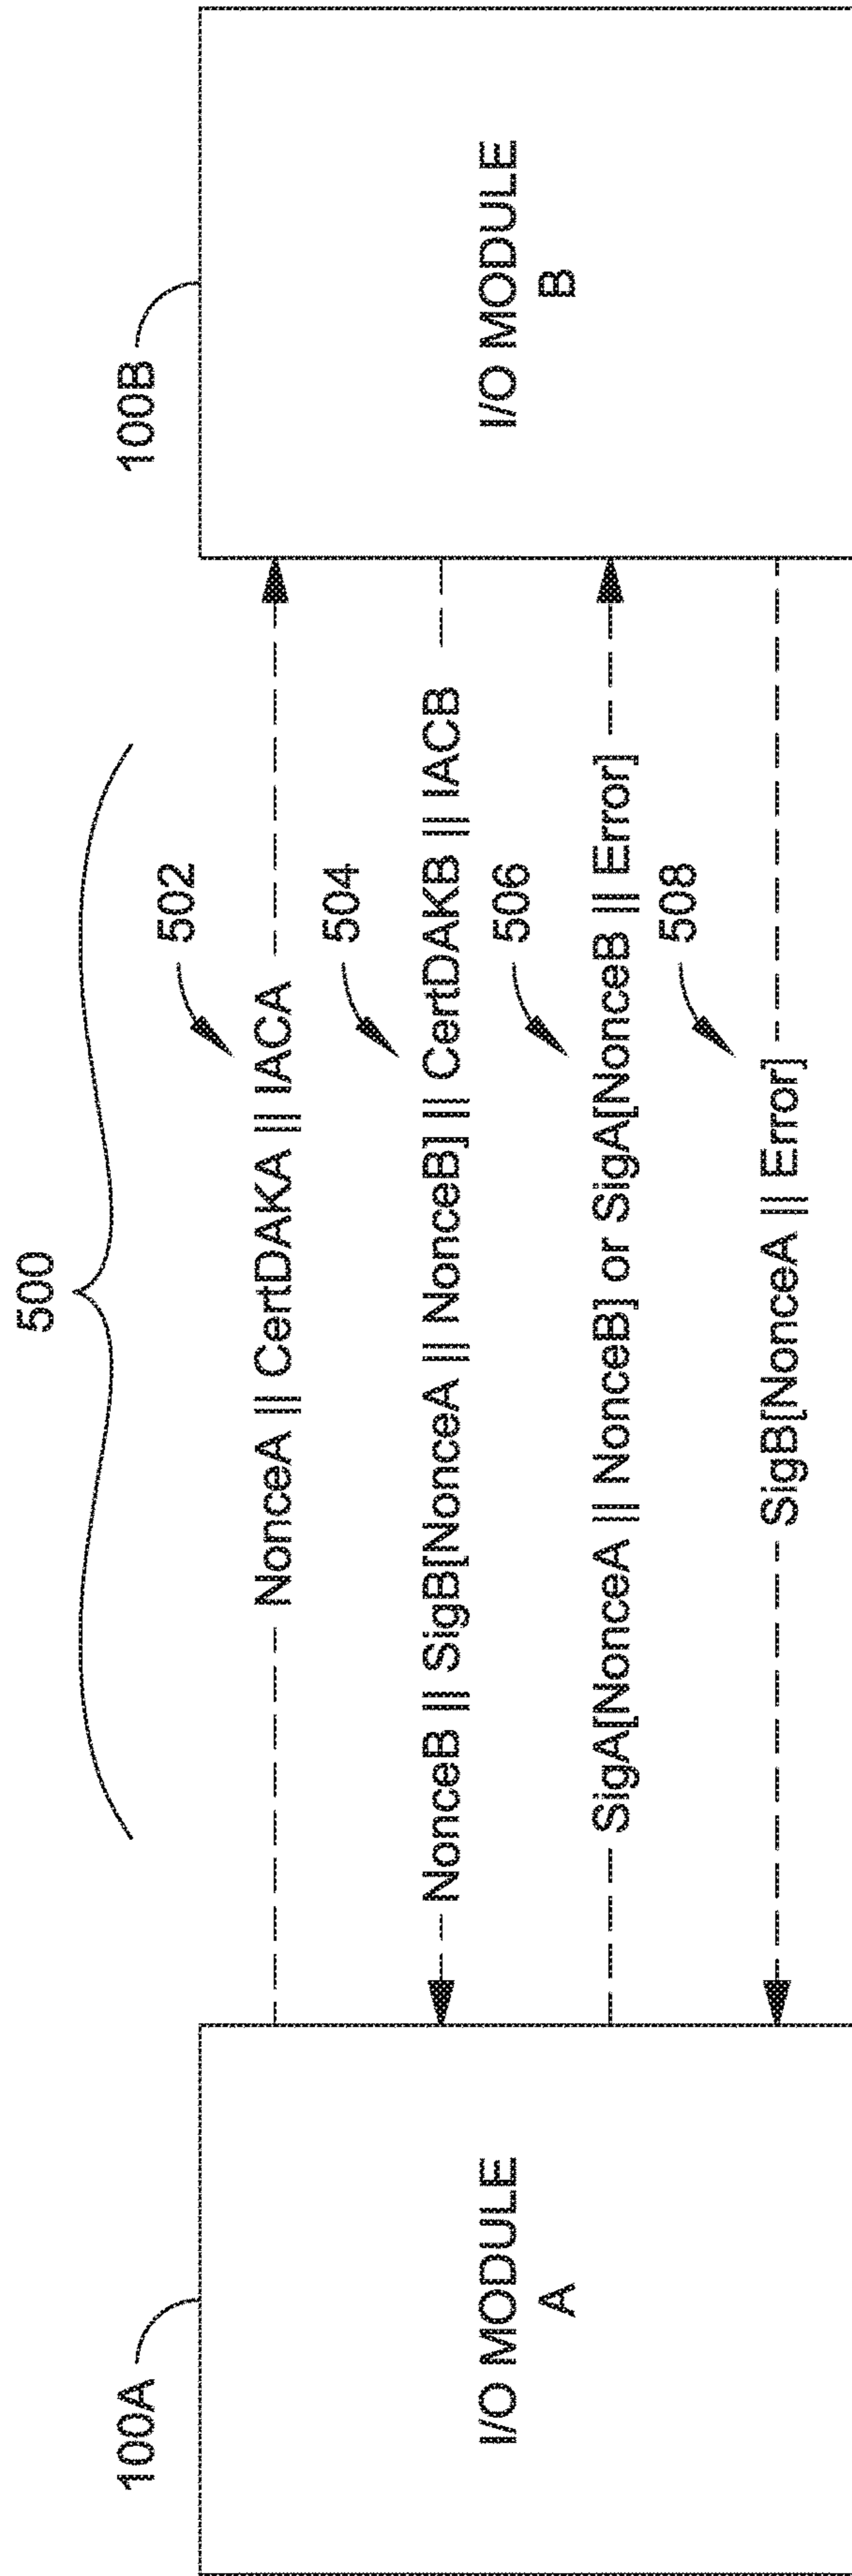 500
100A
100B
I/O MODULE
A
I/O MODULE
B
502
NonceA || CertDAKA || IACA
504
NonceB || SigB[NonceA || NonceB] || CertDAKB || IACB
506
SigA[NonceA || NonceB] or SigA[NonceB || Error]
508
SigB[NonceA || Error]